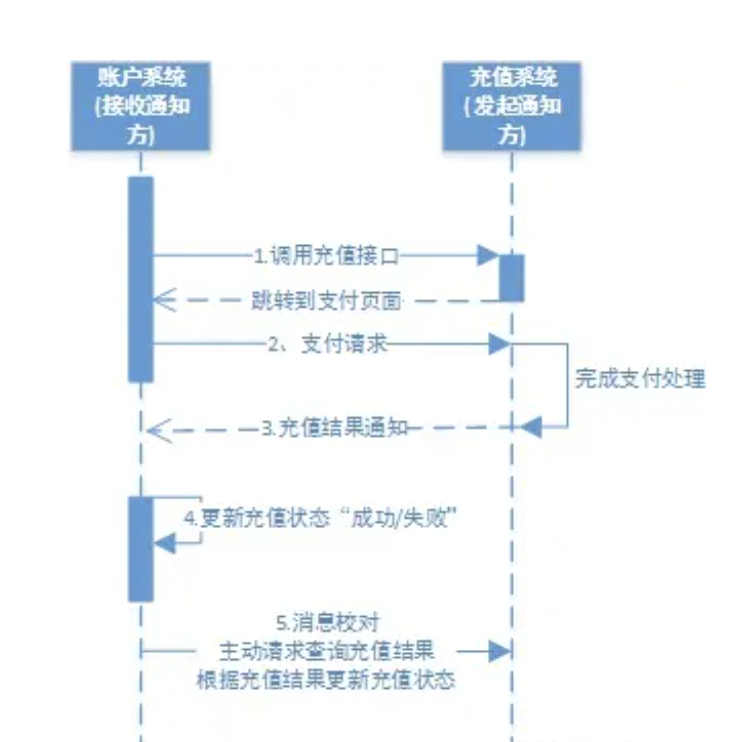 账户系统
(接收通知
方)
充值系统
(发起通知
方)
1.调用充值接口
跳转到支付页面
2、支付请求
完成支付处理
3.充值结果通知
4.更新充值状态“成功/失败”
5.消息校对
主动请求查询充值结果
根据充值结果更新充值状态